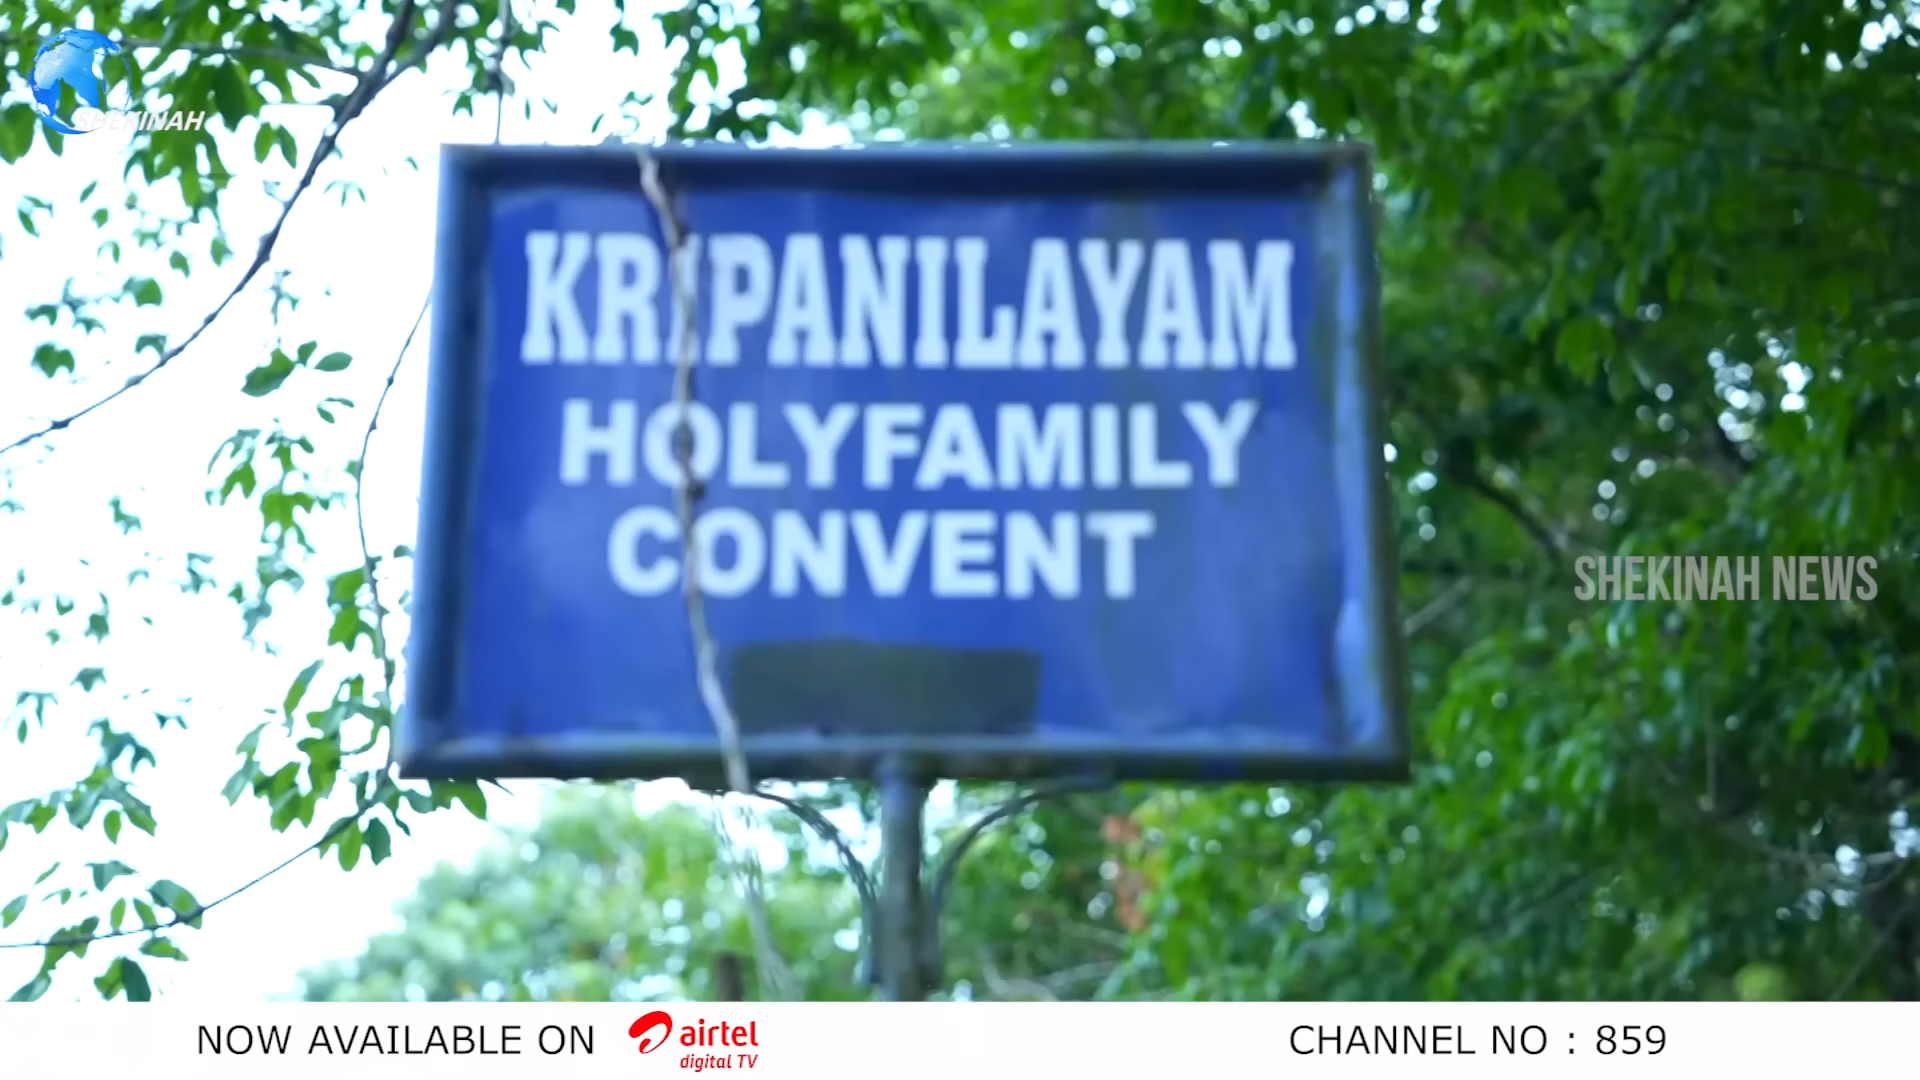 SHEKINAH
KRIPANILAYAM
HOLYFAMILY
CONVENT
SHEKINAH NEWS
NOW AVAILABLE ON airtel digital TV
CHANNEL NO : 859